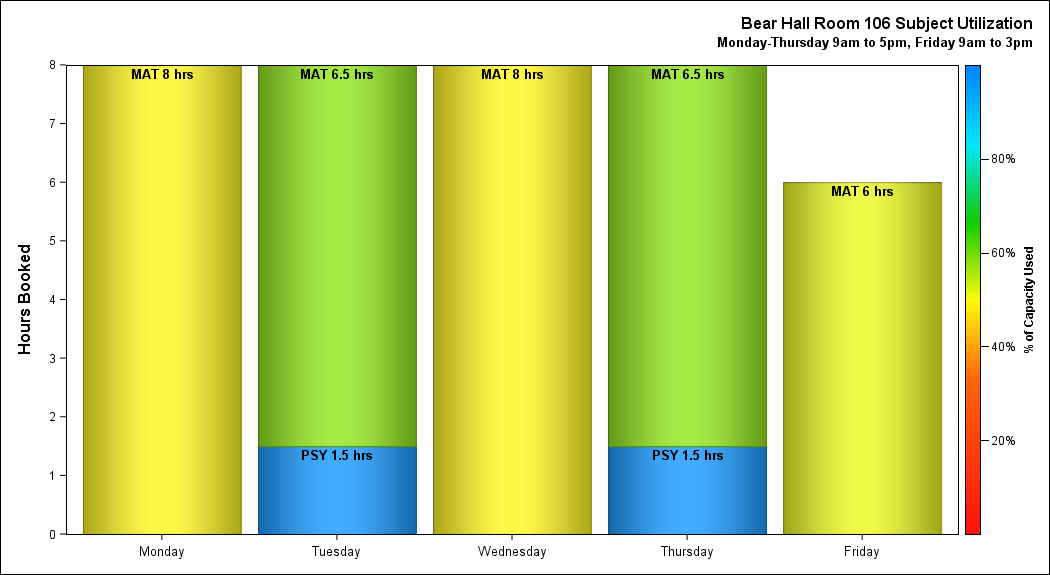 Bear Hall Room 106 Subject Utilization
Monday-Thursday 9am to 5pm, Friday 9am to 3pm
Hours Booked
8
7
6
5
4
3
2
1
0
MAT 8 hrs
MAT 6.5 hrs
MAT 8 hrs
MAT 6.5 hrs
MAT 6 hrs
PSY 1.5 hrs
PSY 1.5 hrs
Monday
Tuesday
Wednesday
Thursday
Friday
80%
60%
40%
20%
% of Capacity Used